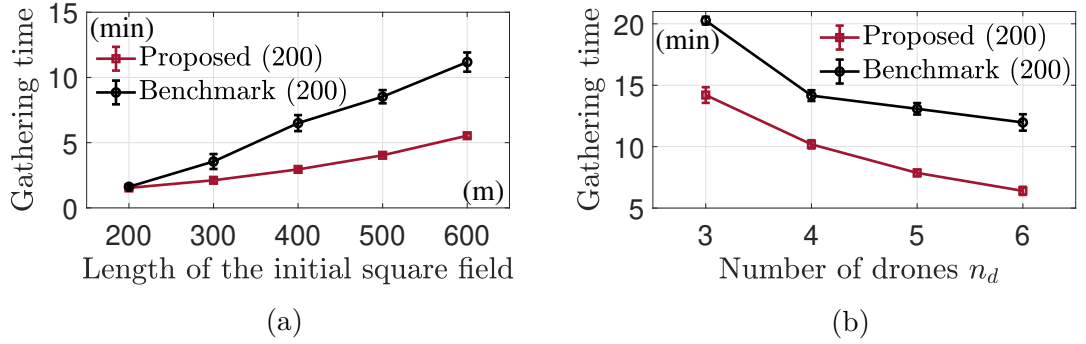 15
(min)
Proposed (200)
10
Benchmark (200)
5
(m)
0
Gathering time
200 300 400 500 600
Length of the initial square field
(a)
20
(min)
Proposed (200)
Benchmark (200)
15
10
5
Gathering time
3 4 5 6
Number of drones n_d
(b)